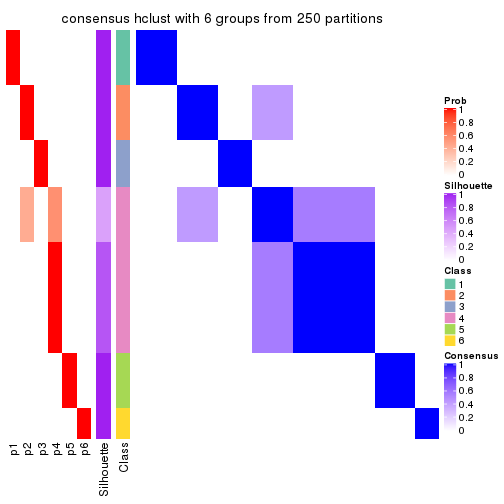 consensus hclust with 6 groups from 250 partitions
Prob
1
0.8
0.6
0.4
0.2
0
Silhouette
1
0.8
0.6
0.4
0.2
0
Class
1
2
3
4
5
6
Consensus
1
0.8
0.6
0.4
0.2
0
p1
p2
p3
p4
p5
p6
Silhouette
Class